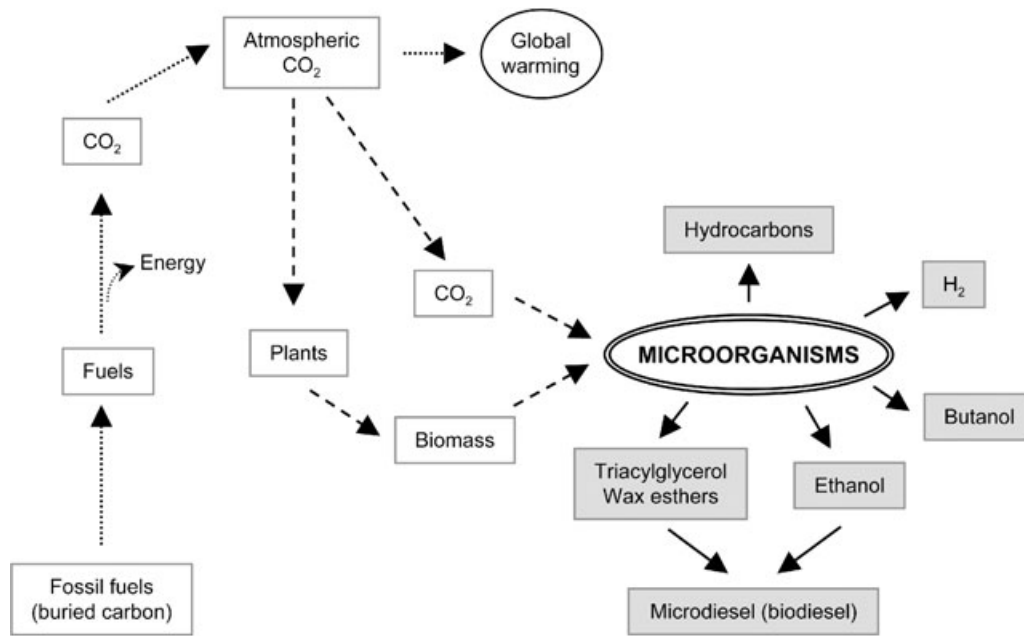 Atmospheric
CO₂
Global
warming
CO₂
Energy
Fuels
Fossil fuels
(buried carbon)
Plants
CO₂
Biomass
Hydrocarbons
H₂
MICROORGANISMS
Butanol
Triacylglycerol
Wax esthers
Ethanol
Microdiesel (biodiesel)